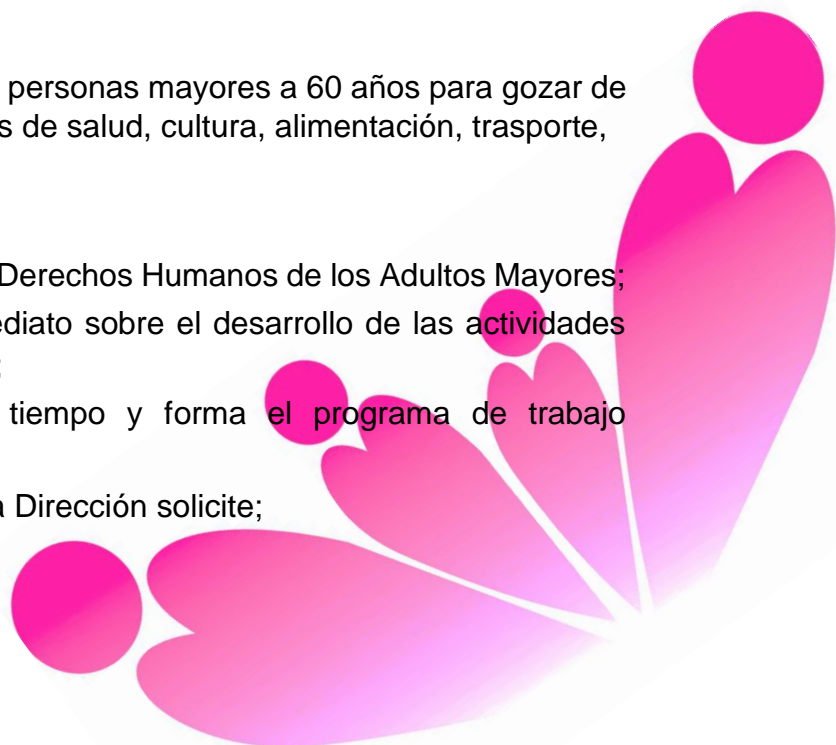 personas mayores a 60 años para gozar de
s de salud, cultura, alimentación, trasporte,
Derechos Humanos de los Adultos Mayores;
ediato sobre el desarrollo de las actividades
;
tiempo y forma el programa de trabajo
a Dirección solicite;